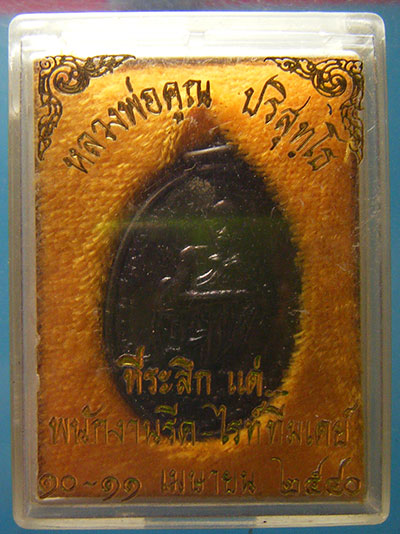 หลวงพ่อคูณ ปริสุทฺโธ
ที่ระลึก แด่
พนักงานรีด-ไรท์ทีมเดย์
๑๐-๑๑ เมษายน ๒๕๔๐